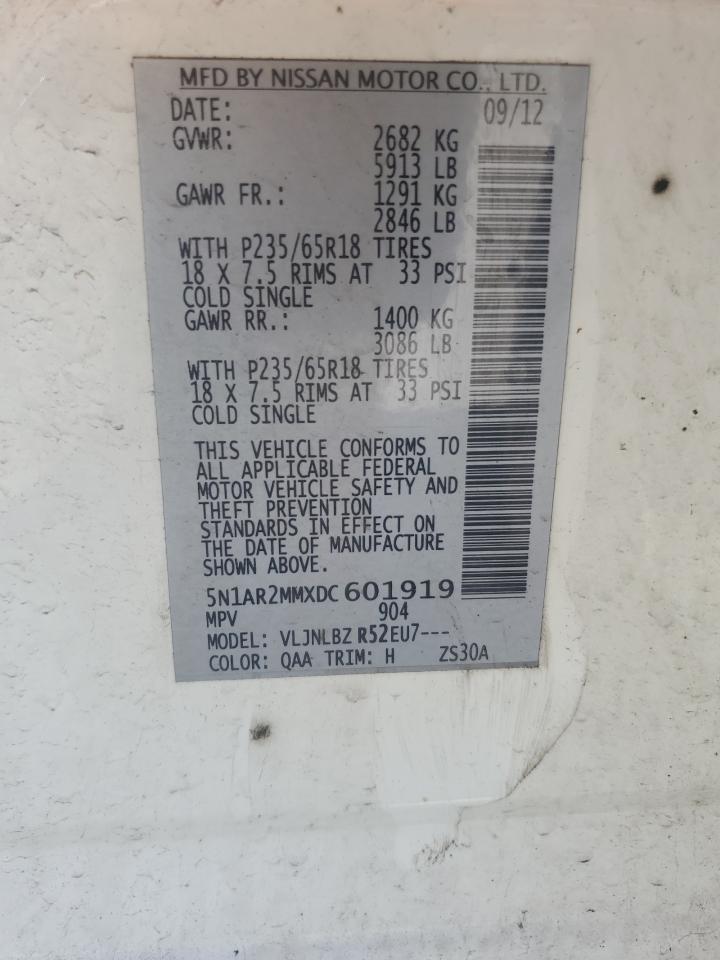 MFD BY NISSAN MOTOR CO., LTD.
DATE: 09/12
GVWR: 2682 KG
5913 LB
GAWR FR.: 1291 KG
2846 LB
WITH P235/65R18 TIRES
18 X 7.5 RIMS AT 33 PSI
COLD SINGLE
GAWR RR.: 1400 KG
3086 LB
WITH P235/65R18 TIRES
18 X 7.5 RIMS AT 33 PSI
COLD SINGLE
THIS VEHICLE CONFORMS TO
ALL APPLICABLE FEDERAL
MOTOR VEHICLE SAFETY AND
THEFT PREVENTION
STANDARDS IN EFFECT ON
THE DATE OF MANUFACTURE
SHOWN ABOVE.
5N1AR2MMXDC601919
MPV 904
MODEL: VLJNLBZ R52EU7---
COLOR: QAA TRIM: H ZS30A